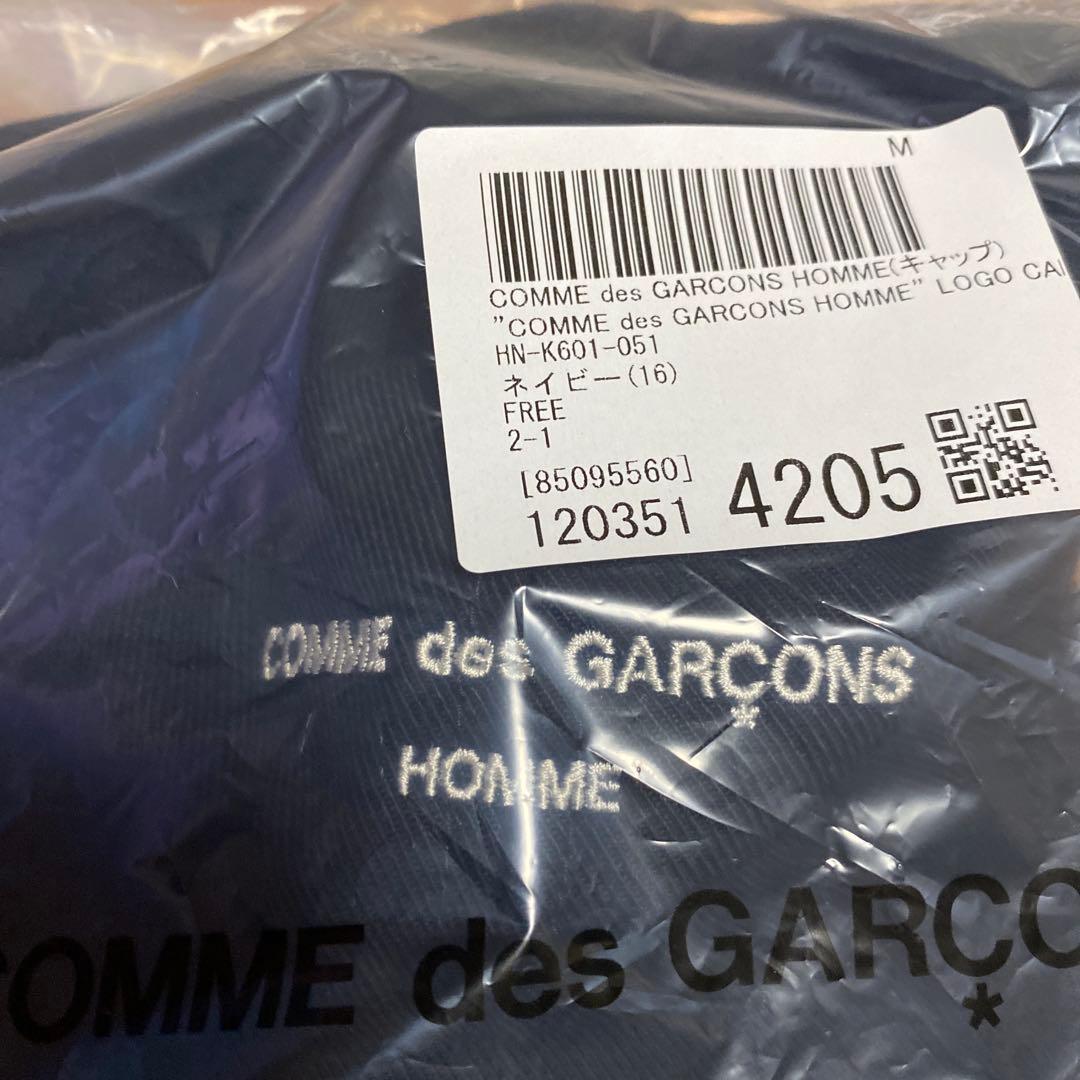 M
COMME des GARCONS HOMME(キャップ)
"COMME des GARCONS HOMME" LOGO
HN-K601-051
ネイビー(16)
FREE
2-1
[85095560]
120351 4205
COMME des GARÇONS
*
HOMME
COMME des GARÇO
*